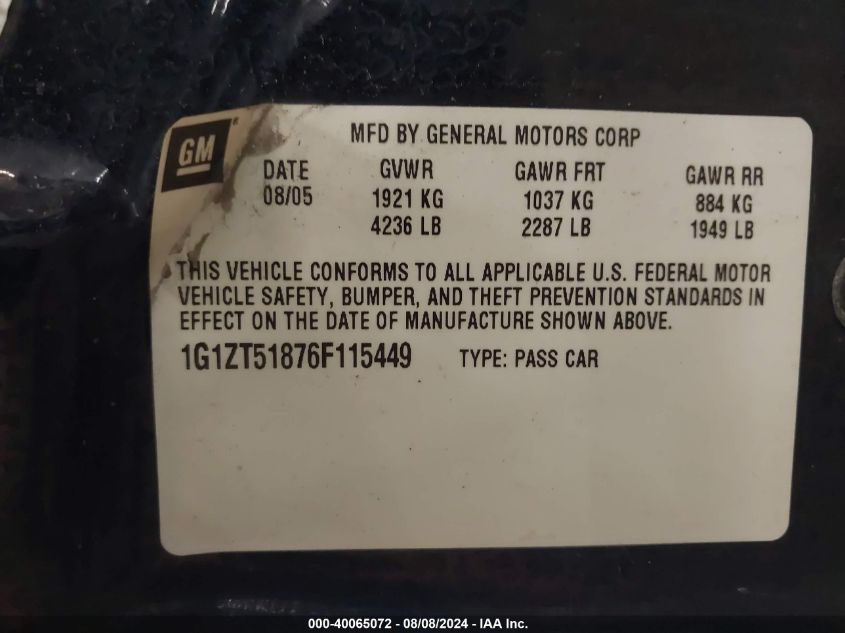 GM®
MFD BY GENERAL MOTORS CORP
DATE GVWR GAWR FRT GAWR RR
08/05 1921 KG 1037 KG 884 KG
4236 LB 2287 LB 1949 LB
THIS VEHICLE CONFORMS TO ALL APPLICABLE U.S. FEDERAL MOTOR
VEHICLE SAFETY, BUMPER, AND THEFT PREVENTION STANDARDS IN
EFFECT ON THE DATE OF MANUFACTURE SHOWN ABOVE.
1G1ZT51876F115449 TYPE: PASS CAR
000-40065072 - 08/08/2024 - IAA Inc.